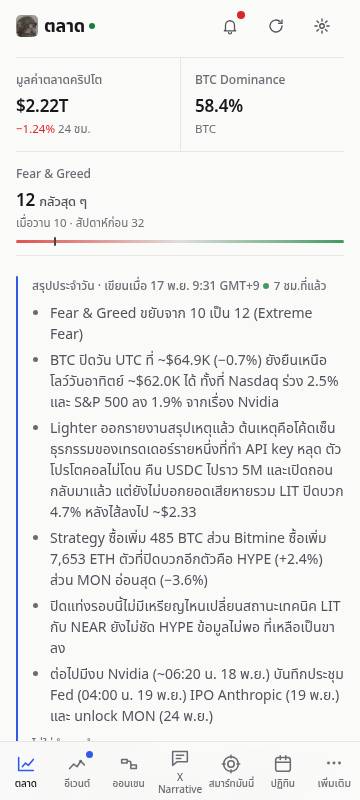 ตลาด
มูลค่าตลาดคริปโต
BTC Dominance
$2.22T
58.4%
−1.24% 24 ชม.
BTC
Fear & Greed
12 กลัวสุด ๆ
เมื่อวาน 10 · สัปดาห์ก่อน 32
สรุปประจำวัน · เขียนเมื่อ 17 พ.ย. 9:31 GMT+9 7 ชม.ที่แล้ว
Fear & Greed ขยับจาก 10 เป็น 12 (Extreme
Fear)
BTC ปิดวัน UTC ที่ ~$64.9K (−0.7%) ยังยืนเหนือ
โลว์วันอาทิตย์ ~$62.0K ได้ ทั้งที่ Nasdaq ร่วง 2.5%
และ S&P 500 ลง 1.9% จากเรื่อง Nvidia
Lighter ออกรายงานสรุปเหตุแล้ว ต้นเหตุคือโค้ดเซ็น
ธุรกรรมของเทรดเดอร์รายหนึ่งที่ทำ API key หลุด ตัว
โปรโตคอลไม่โดน คืน USDC ไปราว 5M และเปิดถอน
กลับมาแล้ว แต่ยังไม่บอกยอดเสียหายรวม LIT ปิดบวก
4.7% หลังไส้ลงไป ~$2.33
Strategy ซื้อเพิ่ม 485 BTC ส่วน Bitmine ซื้อเพิ่ม
7,653 ETH ตัวที่ปิดบวกอีกตัวคือ HYPE (+2.4%)
ส่วน MON อ่อนสุด (−3.6%)
ปิดแท่งรอบนี้ไม่มีเหรียญไหนเปลี่ยนสถานะเทคนิค LIT
กับ NEAR ยังไม่ชัด HYPE ข้อมูลไม่พอ ที่เหลือเป็นขา
ลง
ต่อไปมีงบ Nvidia (~06:20 น. 18 พ.ย.) บันทึกประชุม
Fed (04:00 น. 19 พ.ย.) IPO Anthropic (19 พ.ย.)
และ unlock MON (24 พ.ย.)
ตลาด
อีเวนต์
ออนเชน
X
Narrative
สมาร์ทมันนี่
ปฏิทิน
เพิ่มเติม